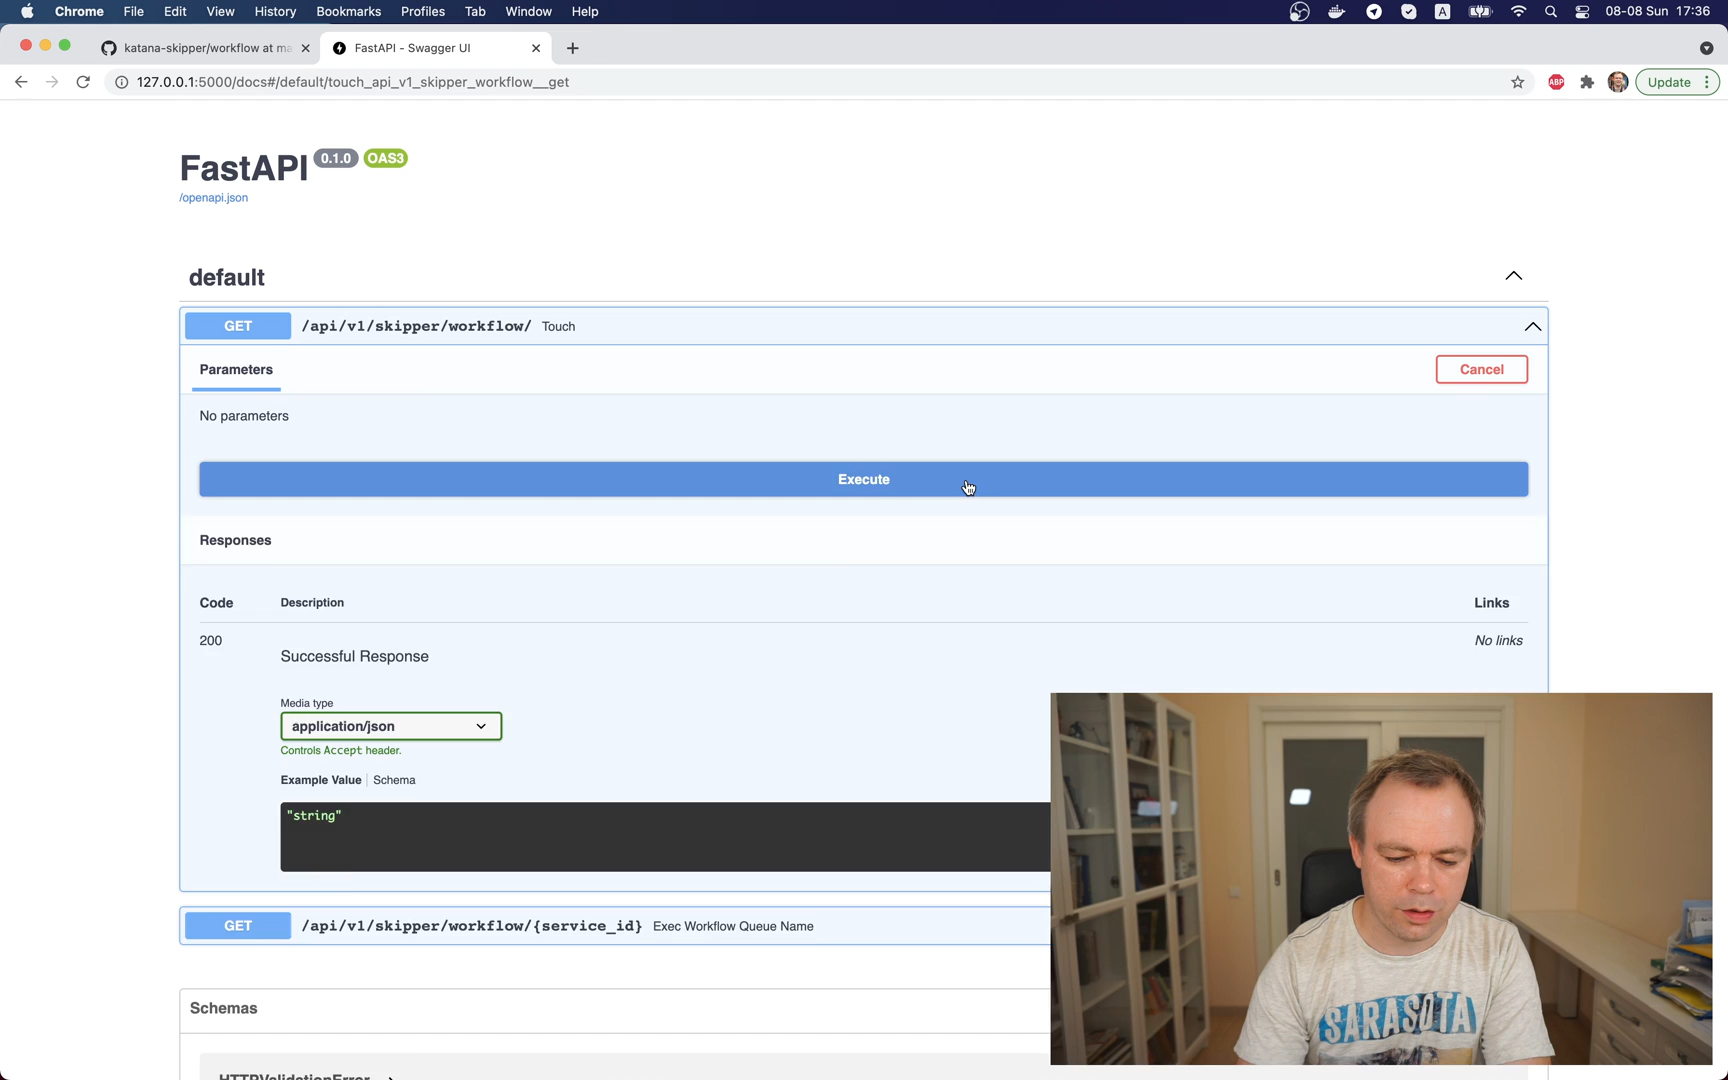 Chrome File Edit View History Bookmarks Profiles Tab Window Help A 08-08 Sun 17:36
katana-skipper/workflow at ma FastAPI - Swagger UI
127.0.0.1:5000/docs#/default/touch_api_v1_skipper_workflow__get ABP Update
FastAPI 0.1.0 OAS3
/openapi.json
default
GET /api/v1/skipper/workflow/ Touch
Parameters Cancel
No parameters
Execute
Responses
Code Description Links
200 No links
Successful Response
Media type
application/json
Controls Accept header.
Example Value Schema
"string"
GET /api/v1/skipper/workflow/{service_id} Exec Workflow Queue Name
Schemas
HTTPValidationError
SARASOTA